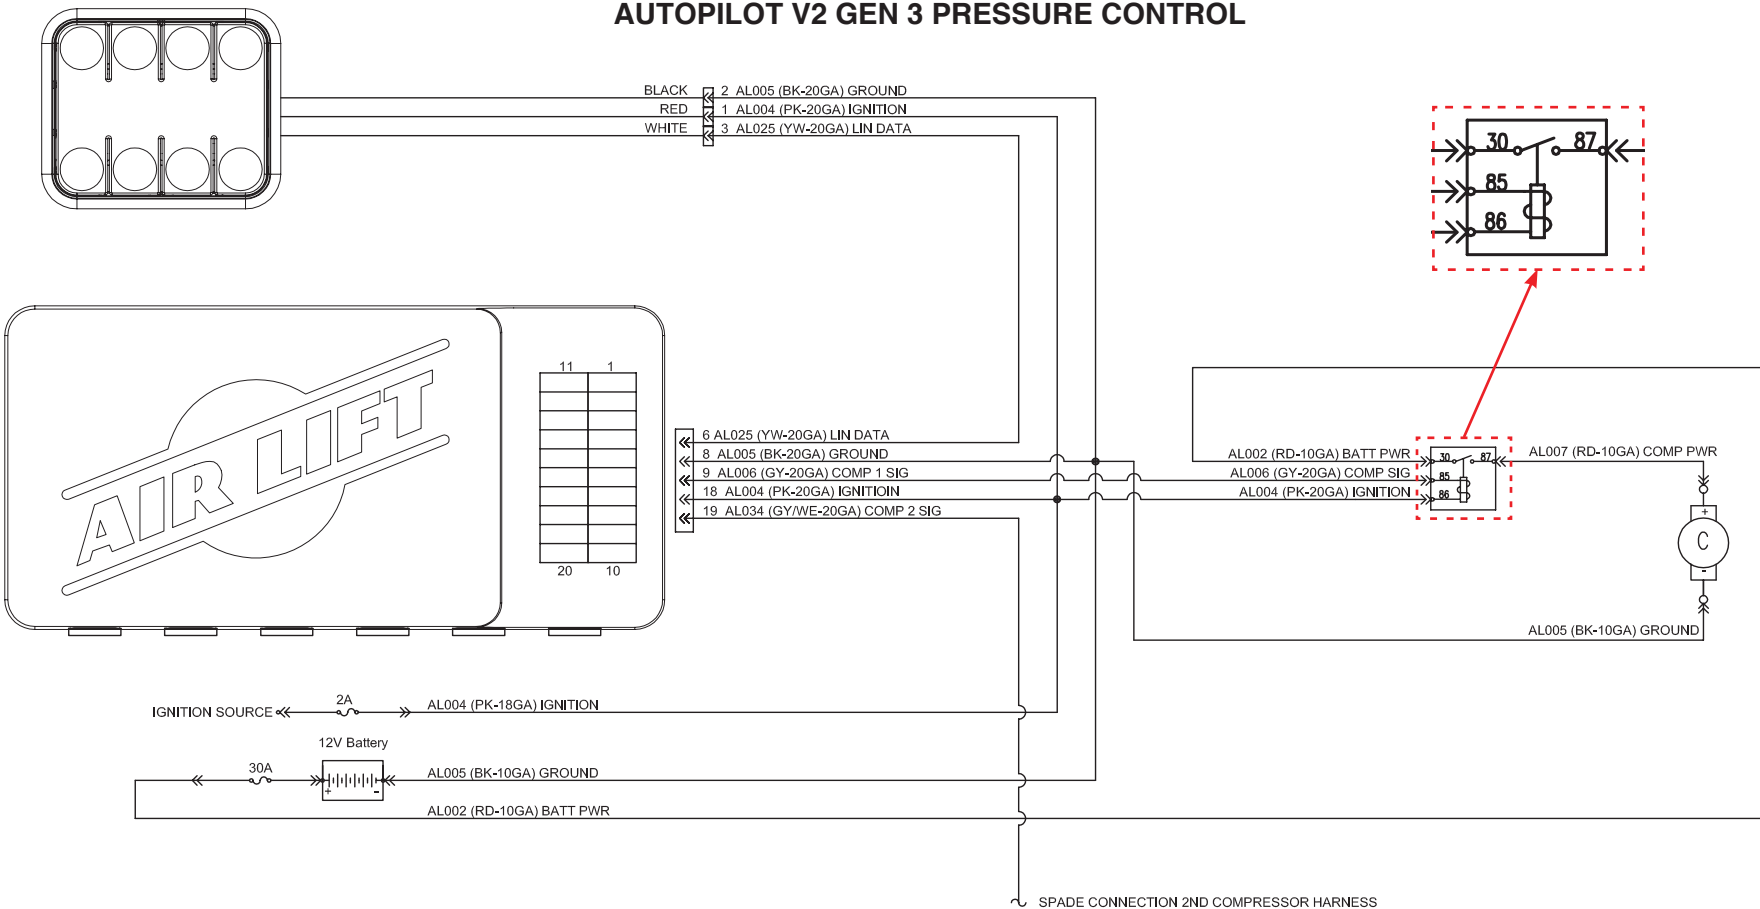 AUTOPILOT V2 GEN 3 PRESSURE CONTROL
BLACK 2 AL005 (BK-20GA) GROUND
RED 1 AL004 (PK-20GA) IGNITION
WHITE 3 AL025 (YW-20GA) LIN DATA
30 87
85
86
AIR LIFT
11 1
20 10
6 AL025 (YW-20GA) LIN DATA
8 AL005 (BK-20GA) GROUND
9 AL006 (GY-20GA) COMP 1 SIG
18 AL004 (PK-20GA) IGNITIOIN
19 AL034 (GY/WE-20GA) COMP 2 SIG
AL002 (RD-10GA) BATT PWR
AL006 (GY-20GA) COMP SIG
AL004 (PK-20GA) IGNITION
30 87
85
86
AL007 (RD-10GA) COMP PWR
+
C
-
AL005 (BK-10GA) GROUND
IGNITION SOURCE
2A
AL004 (PK-18GA) IGNITION
12V Battery
30A
+ -
AL005 (BK-10GA) GROUND
AL002 (RD-10GA) BATT PWR
SPADE CONNECTION 2ND COMPRESSOR HARNESS